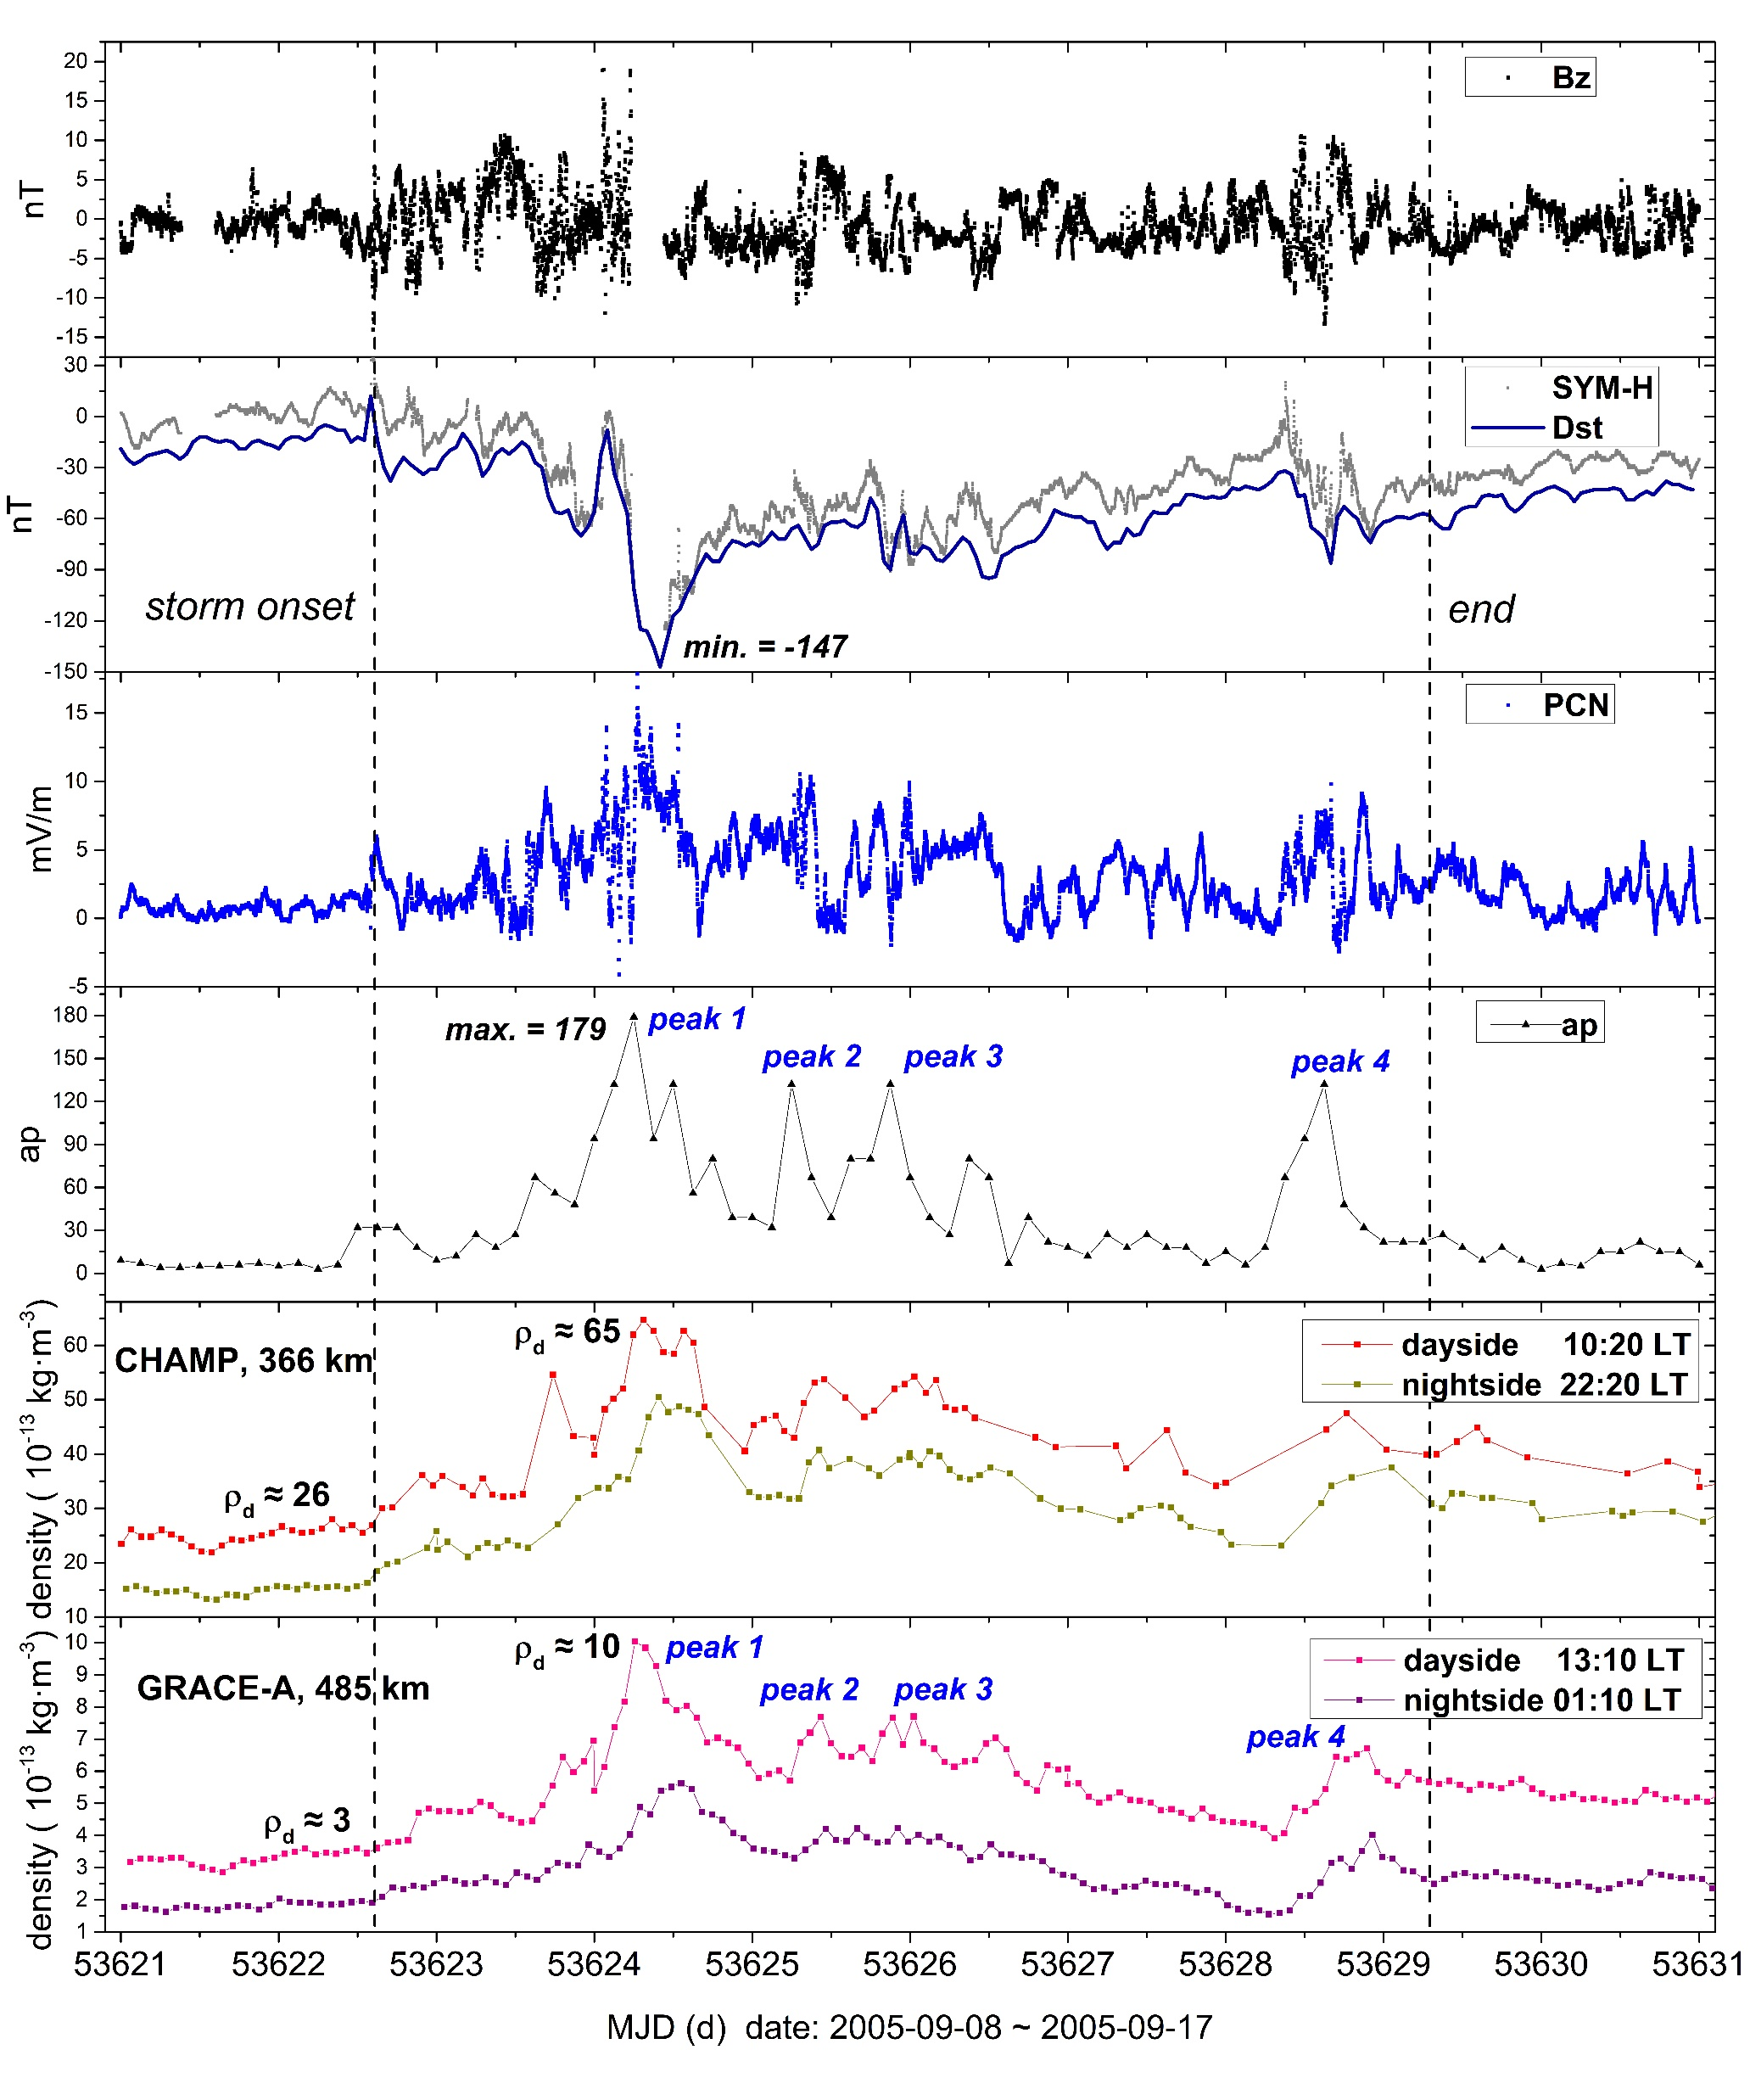 20
15
10
5
0
-5
-10
-15
nT
Bz
30
0
-30
-60
-90
-120
-150
nT
SYM-H
Dst
storm onset
min. = -147
end
15
10
5
0
-5
mV/m
PCN
180
150
120
90
60
30
0
ap
max. = 179
peak 1
peak 2
peak 3
peak 4
ap
60
50
40
30
20
10
density ( 10⁻¹³ kg·m⁻³)
CHAMP, 366 km
ρd ≈ 26
ρd ≈ 65
dayside 10:20 LT
nightside 22:20 LT
10
9
8
7
6
5
4
3
2
1
density ( 10⁻¹³ kg·m⁻³)
GRACE-A, 485 km
ρd ≈ 3
ρd ≈ 10
peak 1
peak 2
peak 3
peak 4
dayside 13:10 LT
nightside 01:10 LT
53621 53622 53623 53624 53625 53626 53627 53628 53629 53630 53631
MJD (d) date: 2005-09-08 ~ 2005-09-17